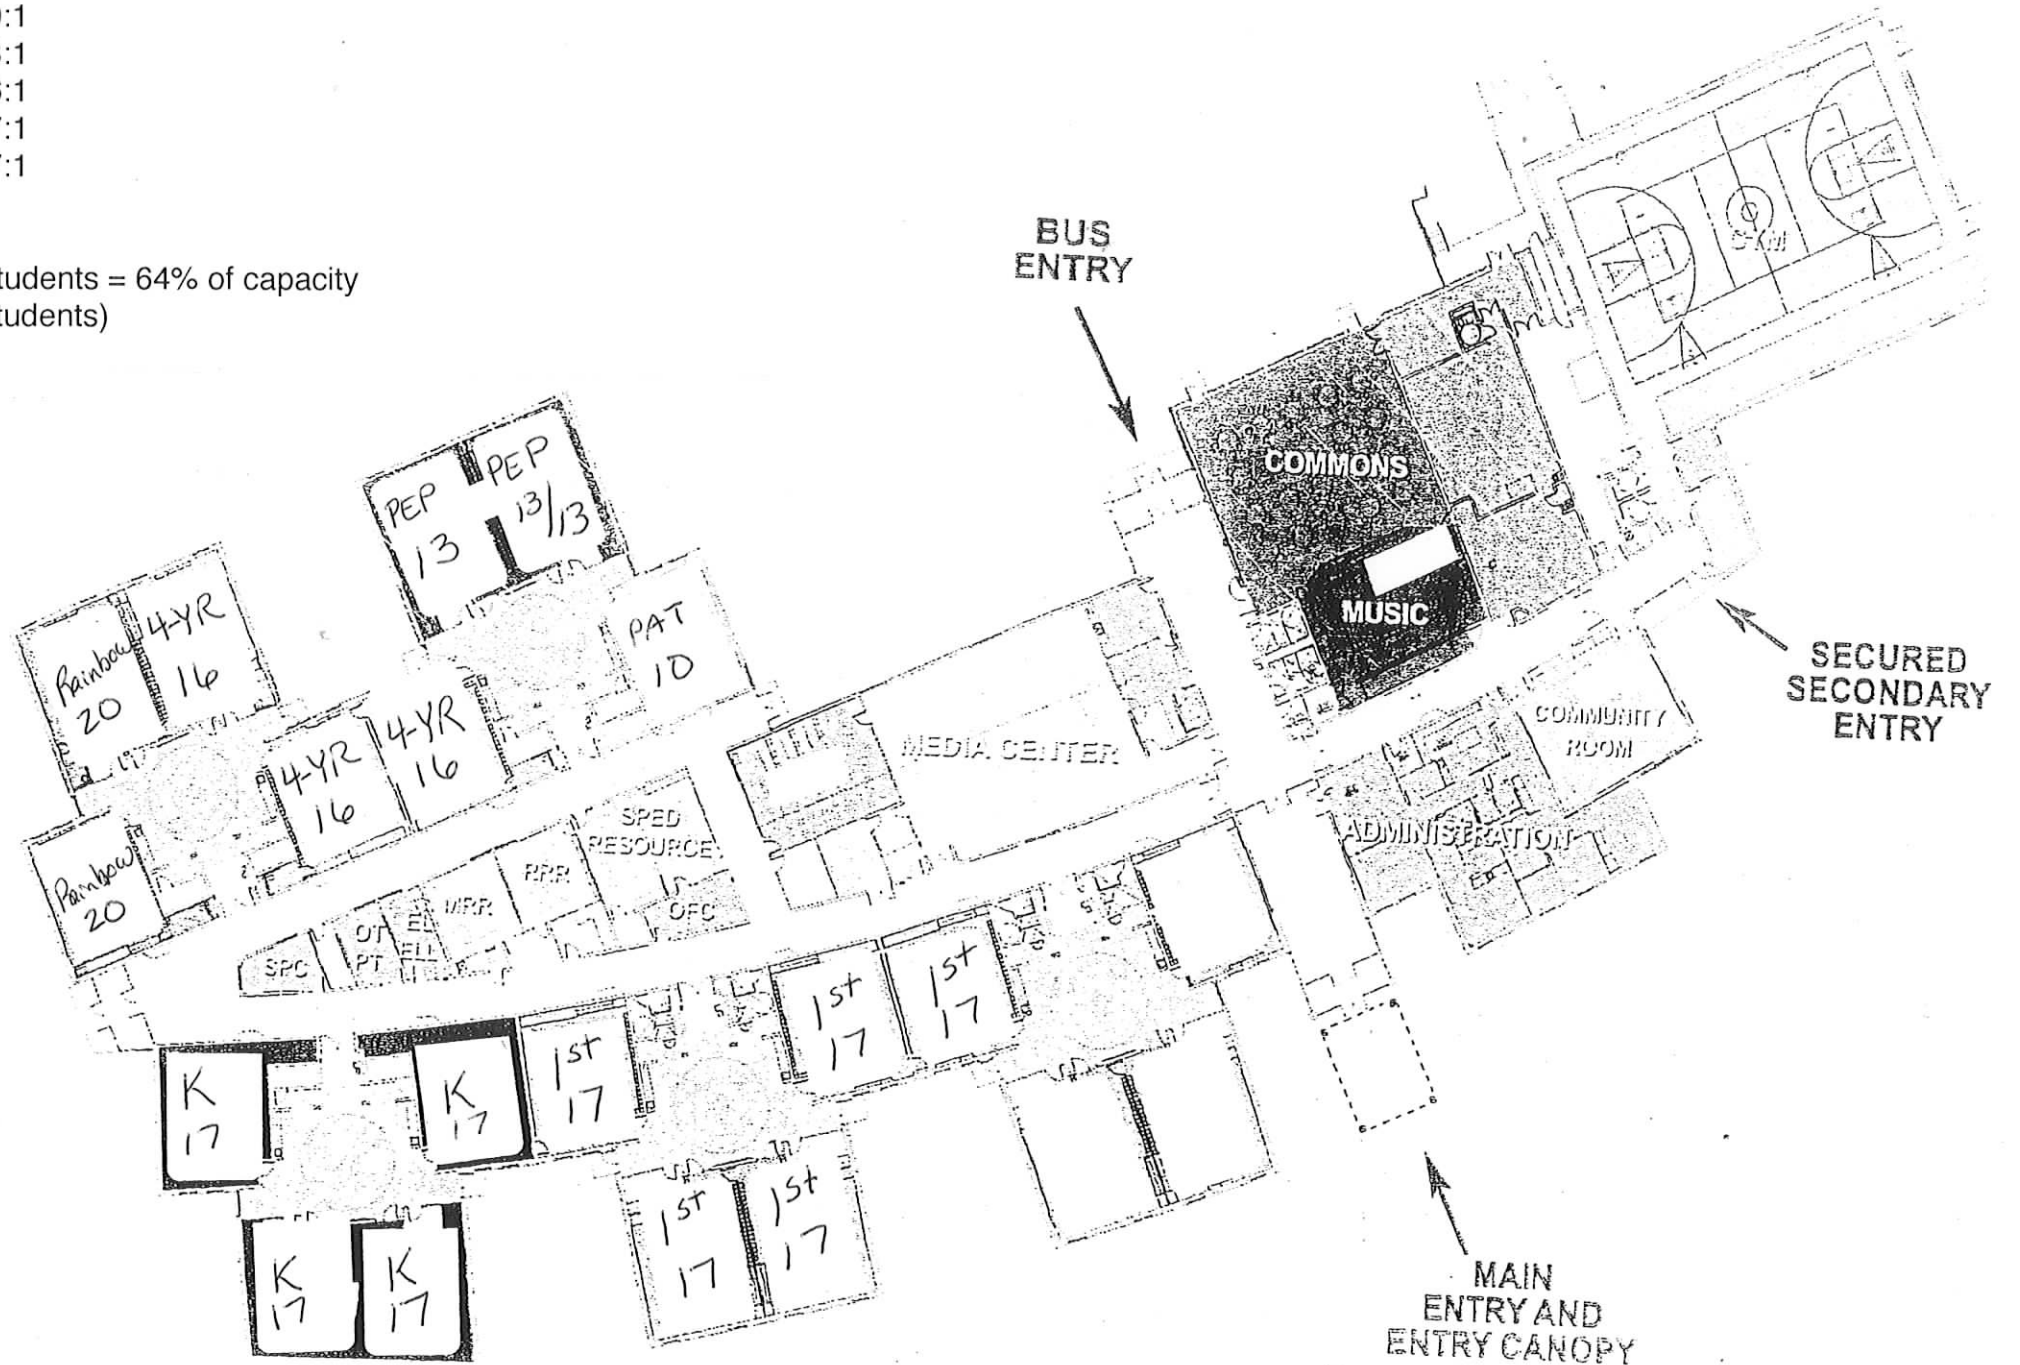 :1
:1
:1
:1
:1
tudents = 64% of capacity
tudents)
BUS
ENTRY
GYM
COMMONS
MUSIC
SECURED
SECONDARY
ENTRY
PEP
13
PEP
13/13
PAT
10
Rainbow
20
4-YR
16
4-YR
16
4-YR
16
Rainbow
20
MEDIA CENTER
COMMUNITY
ROOM
ADMINISTRATION
SPED
RESOURCE
RRR
MRR
OFC
OT
PT
ELL
SPC
1st
17
1st
17
1st
17
K
17
K
17
K
17
K
17
1st
17
1st
17
MAIN
ENTRY AND
ENTRY CANOPY